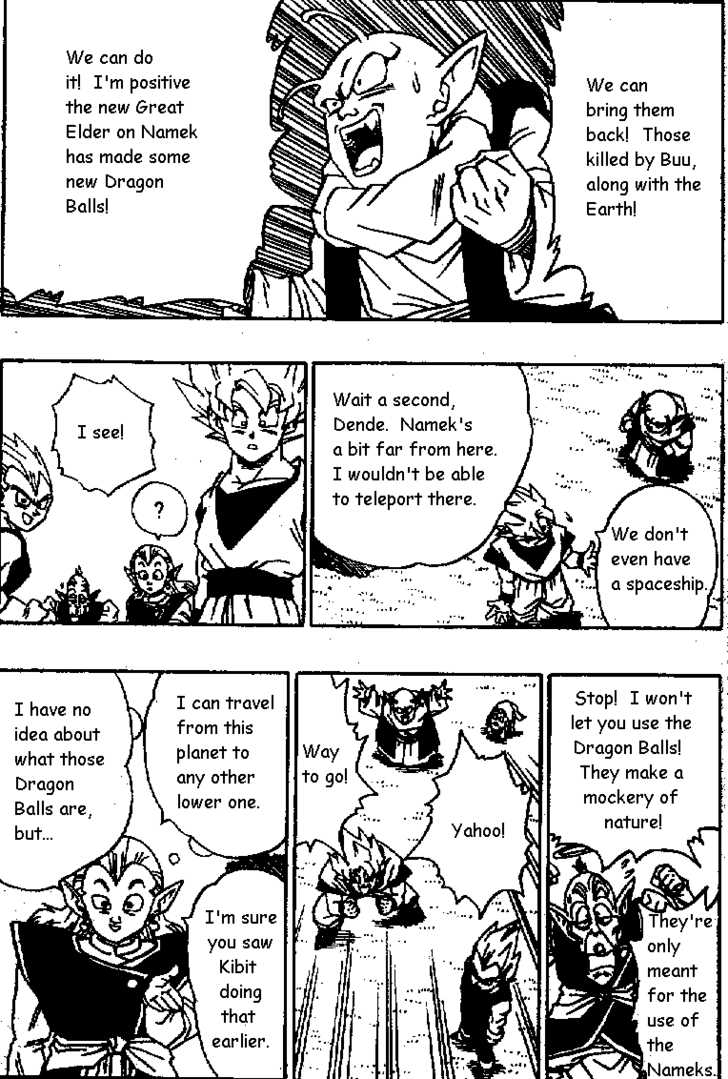 We can do
it! I'm positive
the new Great
Elder on Namek
has made some
new Dragon
Balls!
We can
bring them
back! Those
killed by Buu,
along with the
Earth!
I see!
?
Wait a second,
Dende. Namek's
a bit far from here.
I wouldn't be able
to teleport there.
We don't
even have
a spaceship.
I have no
idea about
what those
Dragon
Balls are,
but...
I can travel
from this
planet to
any other
lower one.
I'm sure
you saw
Kibit
doing
that
earlier.
Way
to go!
Yahoo!
Stop! I won't
let you use the
Dragon Balls!
They make a
mockery of
nature!
They're
only
meant
for the
use of
the
Nameks.